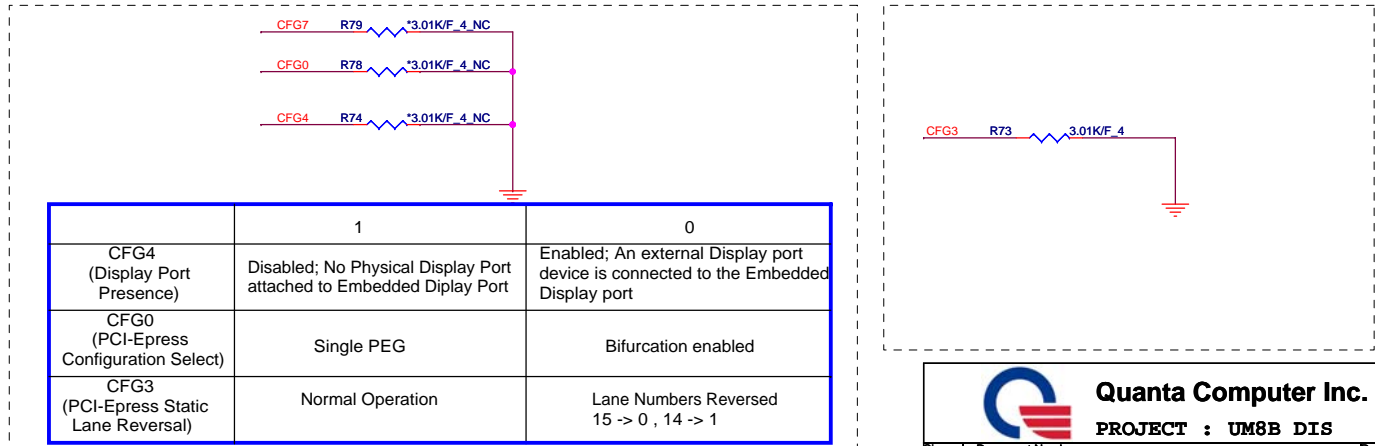 CFG7 R79 *3.01K/F_4_NC
CFG0 R78 *3.01K/F_4_NC
CFG4 R74 *3.01K/F_4_NC
CFG3 R73 3.01K/F_4
1 0
CFG4
(Display Port
Presence)
Disabled; No Physical Display Port
attached to Embedded Diplay Port
Enabled; An external Display port
device is connected to the Embedded
Display port
CFG0
(PCI-Epress
Configuration Select)
Single PEG
Bifurcation enabled
CFG3
(PCI-Epress Static
Lane Reversal)
Normal Operation
Lane Numbers Reversed
15 -> 0 , 14 -> 1
Quanta Computer Inc.
PROJECT : UM8B DIS